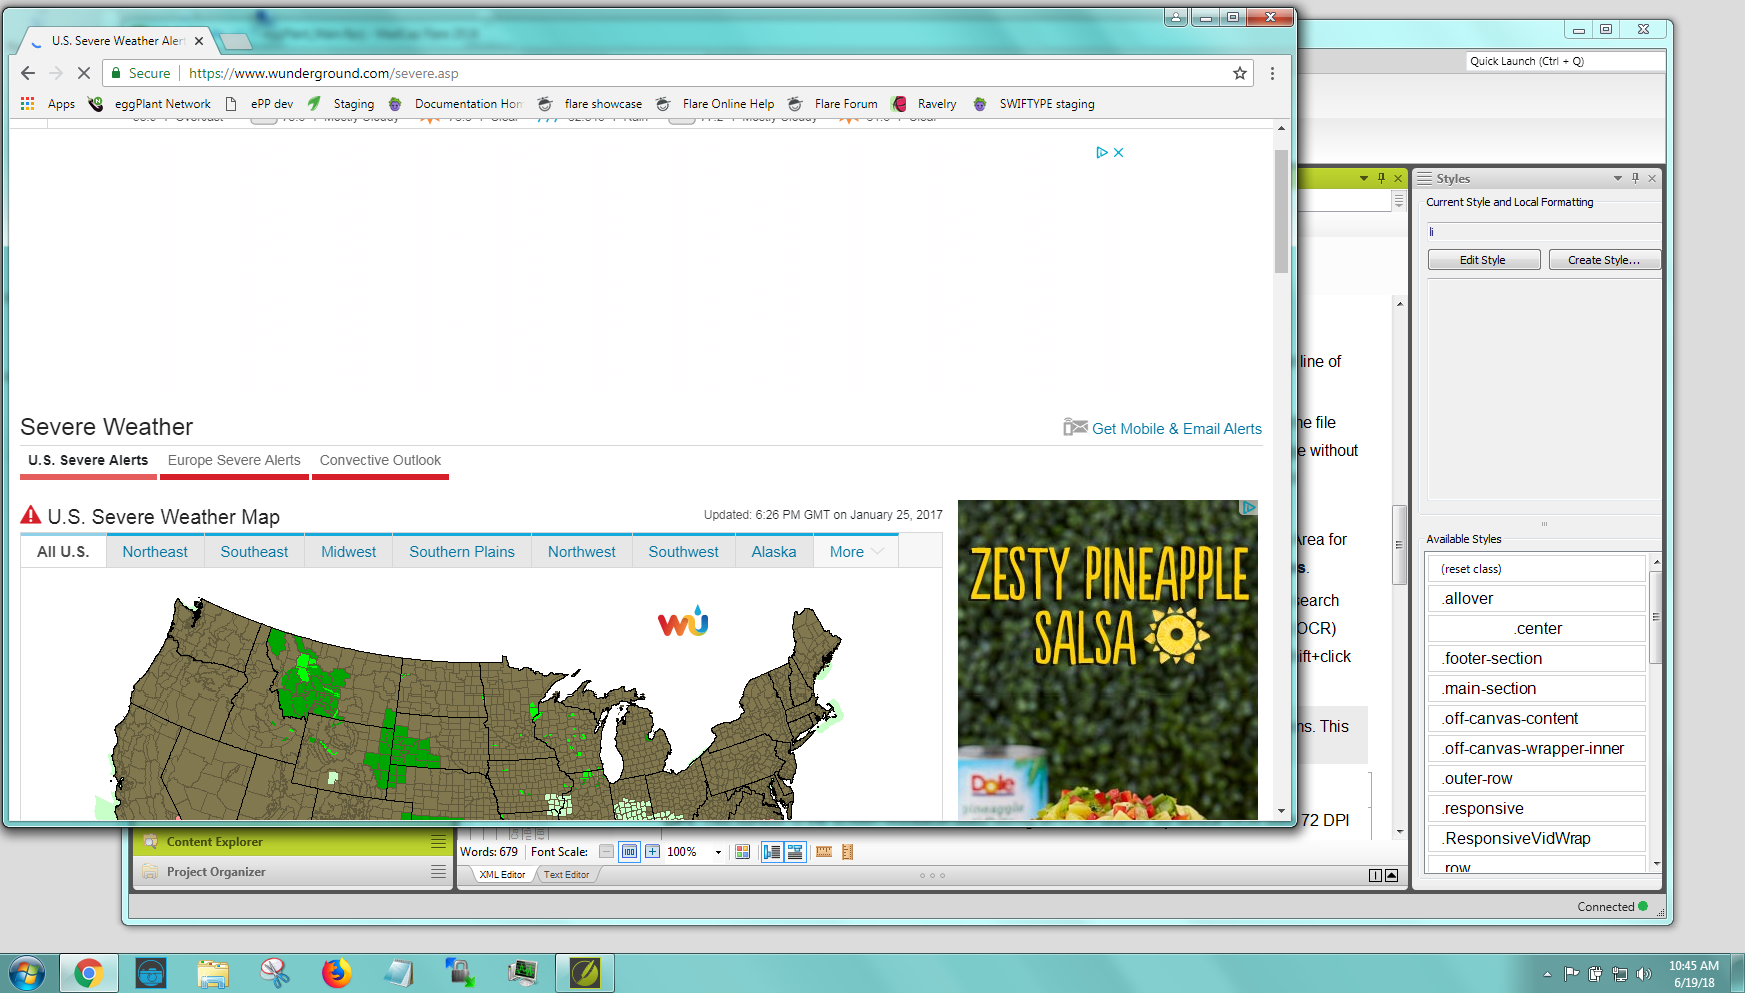 U.S. Severe Weather Aler
Secure https://www.wunderground.com/severe.asp
Apps eggPlant Network ePP dev Staging Documentation Hom flare showcase Flare Online Help Flare Forum Ravelry SWIFTYPE staging
Severe Weather
Get Mobile & Email Alerts
U.S. Severe Alerts Europe Severe Alerts Convective Outlook
U.S. Severe Weather Map
Updated: 6:26 PM GMT on January 25, 2017
All U.S. Northeast Southeast Midwest Southern Plains Northwest Southwest Alaska More
WU
ZESTY PINEAPPLE
SALSA
Dole
pineapple
Quick Launch (Ctrl + Q)
Styles
Current Style and Local Formatting
li
Edit Style Create Style...
line of
e file
e without
Area for
s.
search
OCR)
ift+click
ns. This
72 DPI
Available Styles
(reset class)
.allover
.center
.footer-section
.main-section
.off-canvas-content
.off-canvas-wrapper-inner
.outer-row
.responsive
.ResponsiveVidWrap
.row
Content Explorer
Project Organizer
Words: 679 Font Scale: 100%
XML Editor Text Editor
Connected
10:45 AM
6/19/18